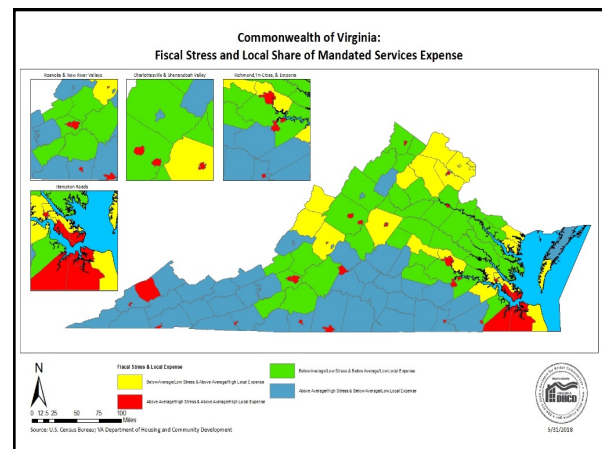 Commonwealth of Virginia:
Fiscal Stress and Local Share of Mandated Services Expense
Roanoke & New River Valleys
Charlottesville & Shenandoah Valley
Richmond, Tri-Cities, & Emporia
Hampton Roads
N
0 12.5 25 50 75 100
Miles
Fiscal Stress & Local Expense
Below Average/Low Stress & Above Average/High Local Expense
Above Average/High Stress & Above Average/High Local Expense
Below Average/Low Stress & Below Average/Low Local Expense
Above Average/High Stress & Below Average/Low Local Expense
Source: U.S. Census Bureau; VA Department of Housing and Community Development
DHCD
5/31/2018